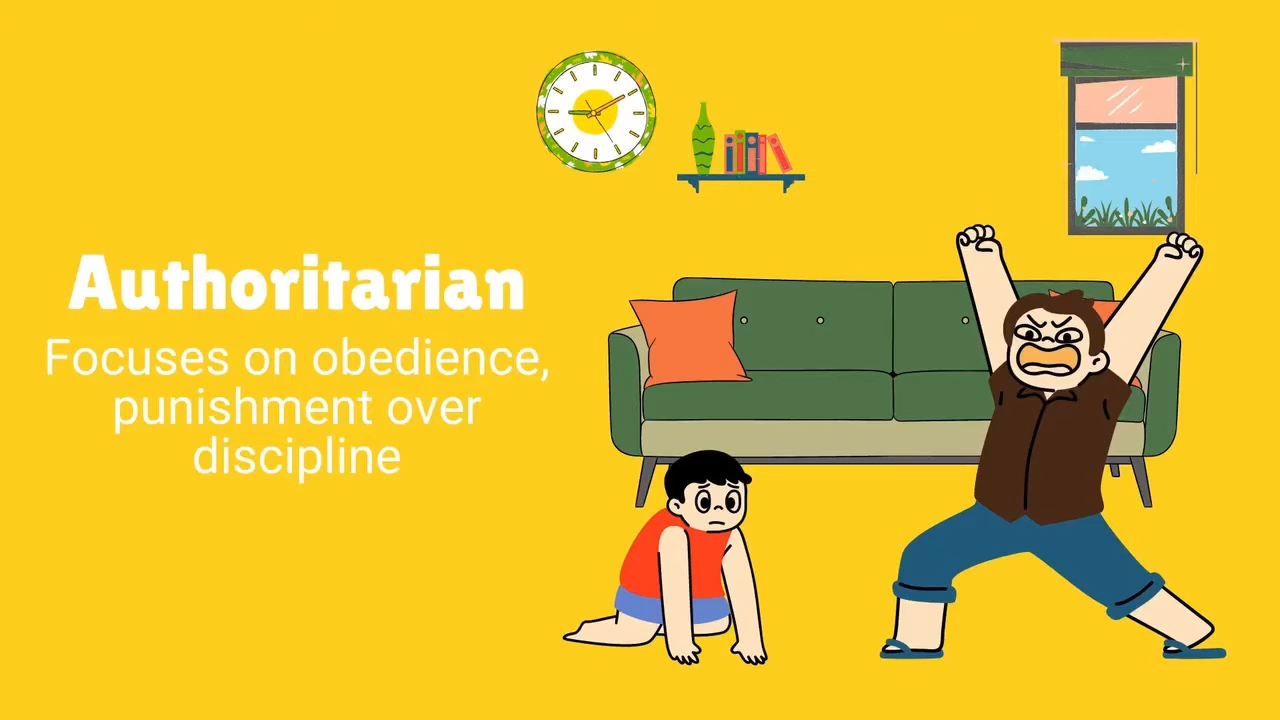 Authoritarian
Focuses on obedience,
punishment over
discipline